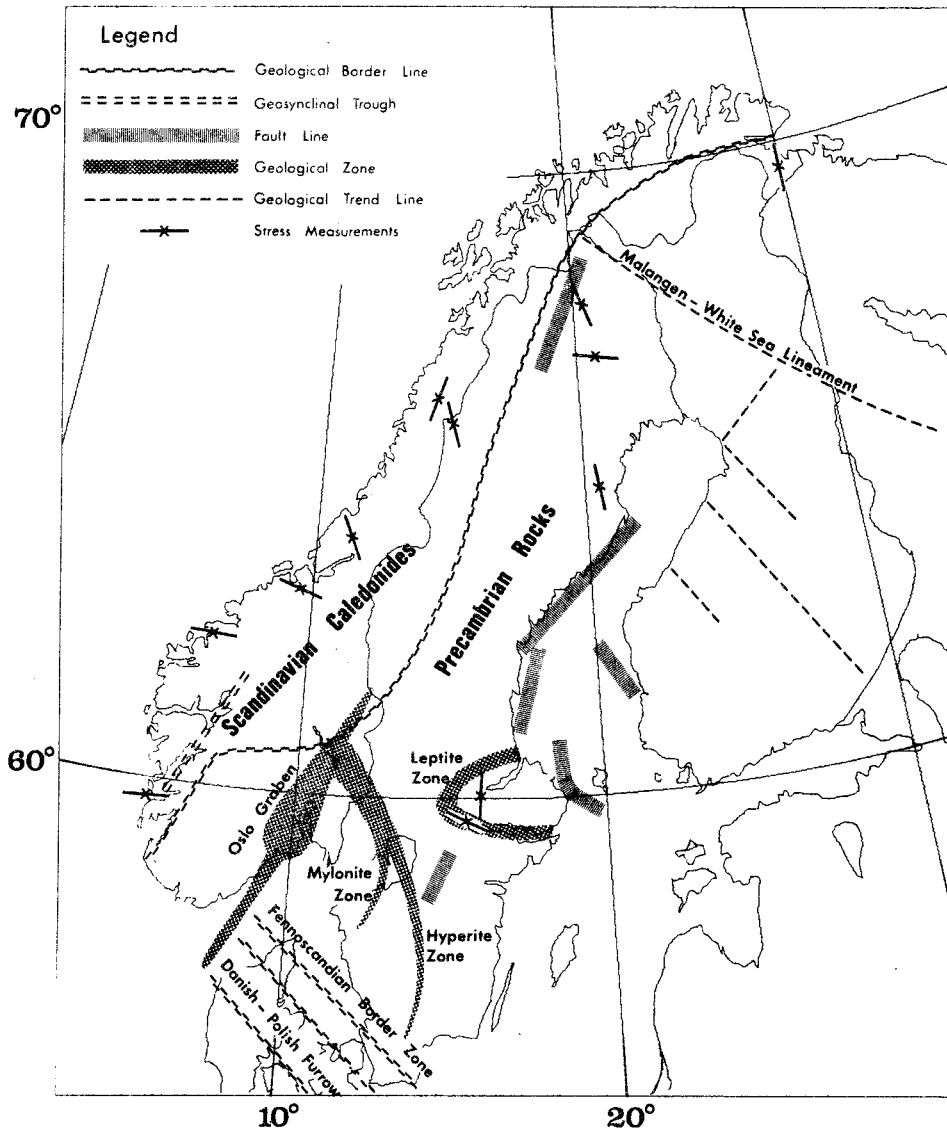 Legend
Geological Border Line
Geosynclinal Trough
Fault Line
Geological Zone
Geological Trend Line
Stress Measurements
70°
Malangen - White Sea Lineament
Scandinavian Caledonides
Precambrian Rocks
60°
Leptite
Zone
Oslo Graben
Mylonite
Zone
Hyperite
Zone
Fennoscandian Border Zone
Danish - Polish Furrow
10°
20°